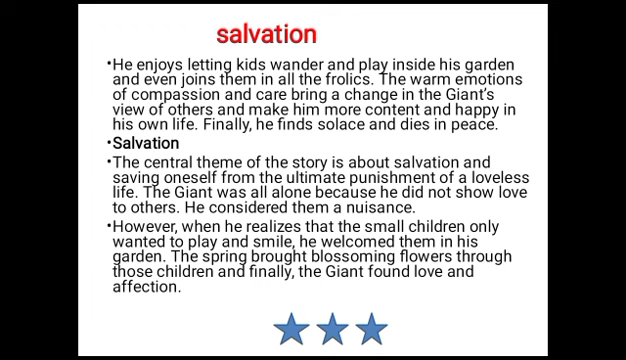 salvation
•He enjoys letting kids wander and play inside his garden
and even joins them in all the frolics. The warm emotions
of compassion and care bring a change in the Giant's
view of others and make him more content and happy in
his own life. Finally, he finds solace and dies in peace.
•Salvation
•The central theme of the story is about salvation and
saving oneself from the ultimate punishment of a loveless
life. The Giant was all alone because he did not show love
to others. He considered them a nuisance.
•However, when he realizes that the small children only
wanted to play and smile, he welcomed them in his
garden. The spring brought blossoming flowers through
those children and finally, the Giant found love and
affection.